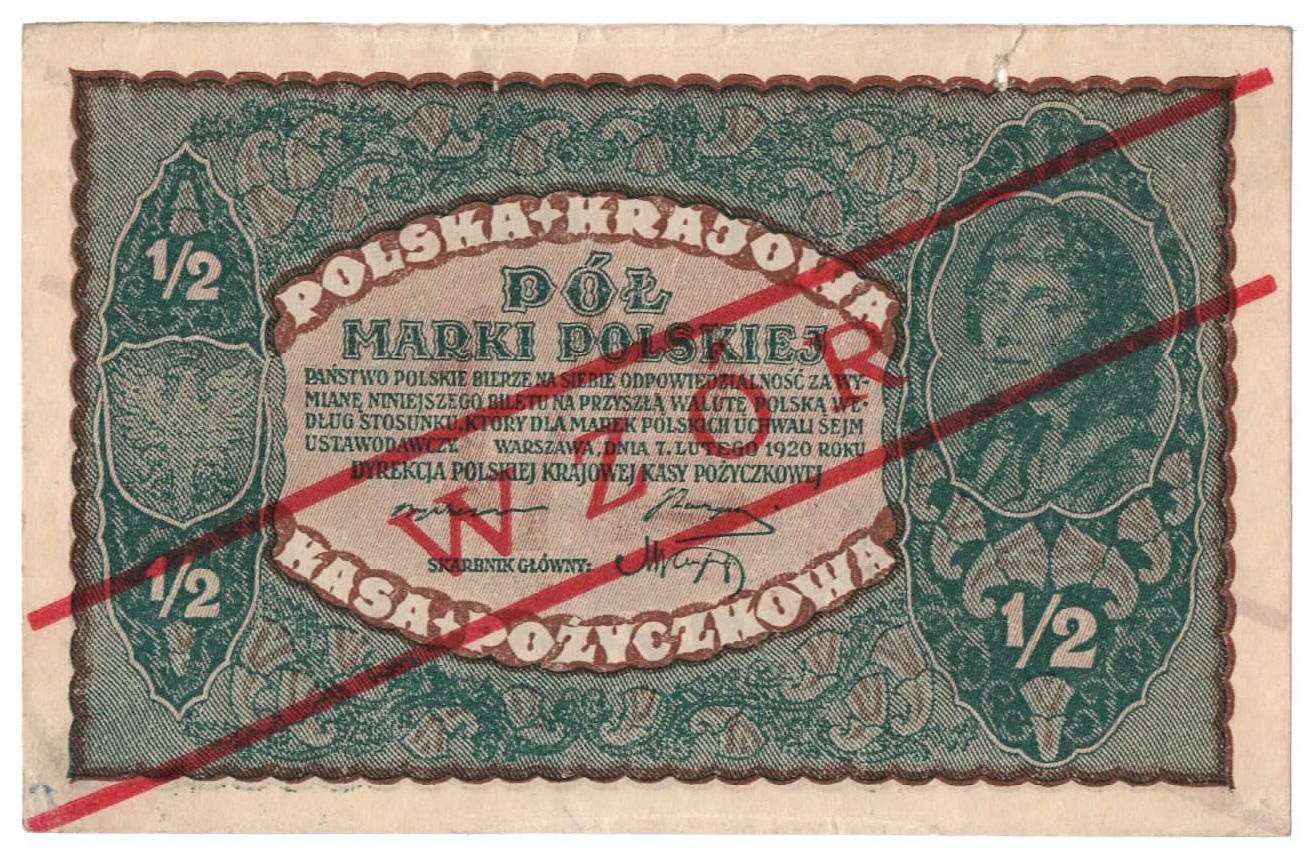 POLSKA + KRAJOWA
1/2
PÓŁ
MARKI POLSKIEJ
PAŃSTWO POLSKIE BIERZE NA SIEBIE ODPOWIEDZIALNOŚĆ ZA WY-
MIANĘ NINIEJSZEGO BILETU NA PRZYSZŁĄ WALUTĘ POLSKĄ WE-
DŁUG STOSUNKU, KTÓRY DLA MAREK POLSKICH UCHWALI SEJM
USTAWODAWCZY. WARSZAWA, DNIA 7. LUTEGO 1920 ROKU
DYREKCJA POLSKIEJ KRAJOWEJ KASY POŻYCZKOWEJ
WZÓR
SKARBNIK GŁÓWNY:
1/2
1/2
KASA + POŻYCZKOWA